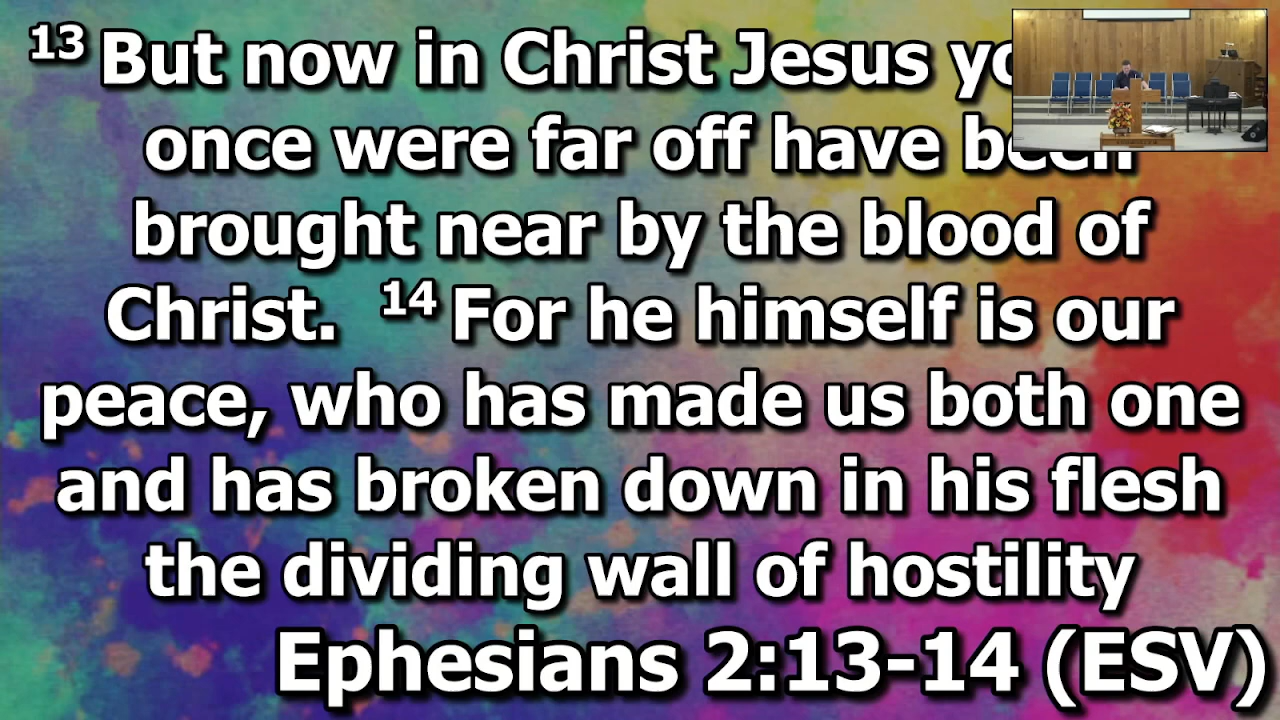 13 But now in Christ Jesus
once were far off have been
brought near by the blood of
Christ. 14 For he himself is our
peace, who has made us both one
and has broken down in his flesh
the dividing wall of hostility
Ephesians 2:13-14 (ESV)